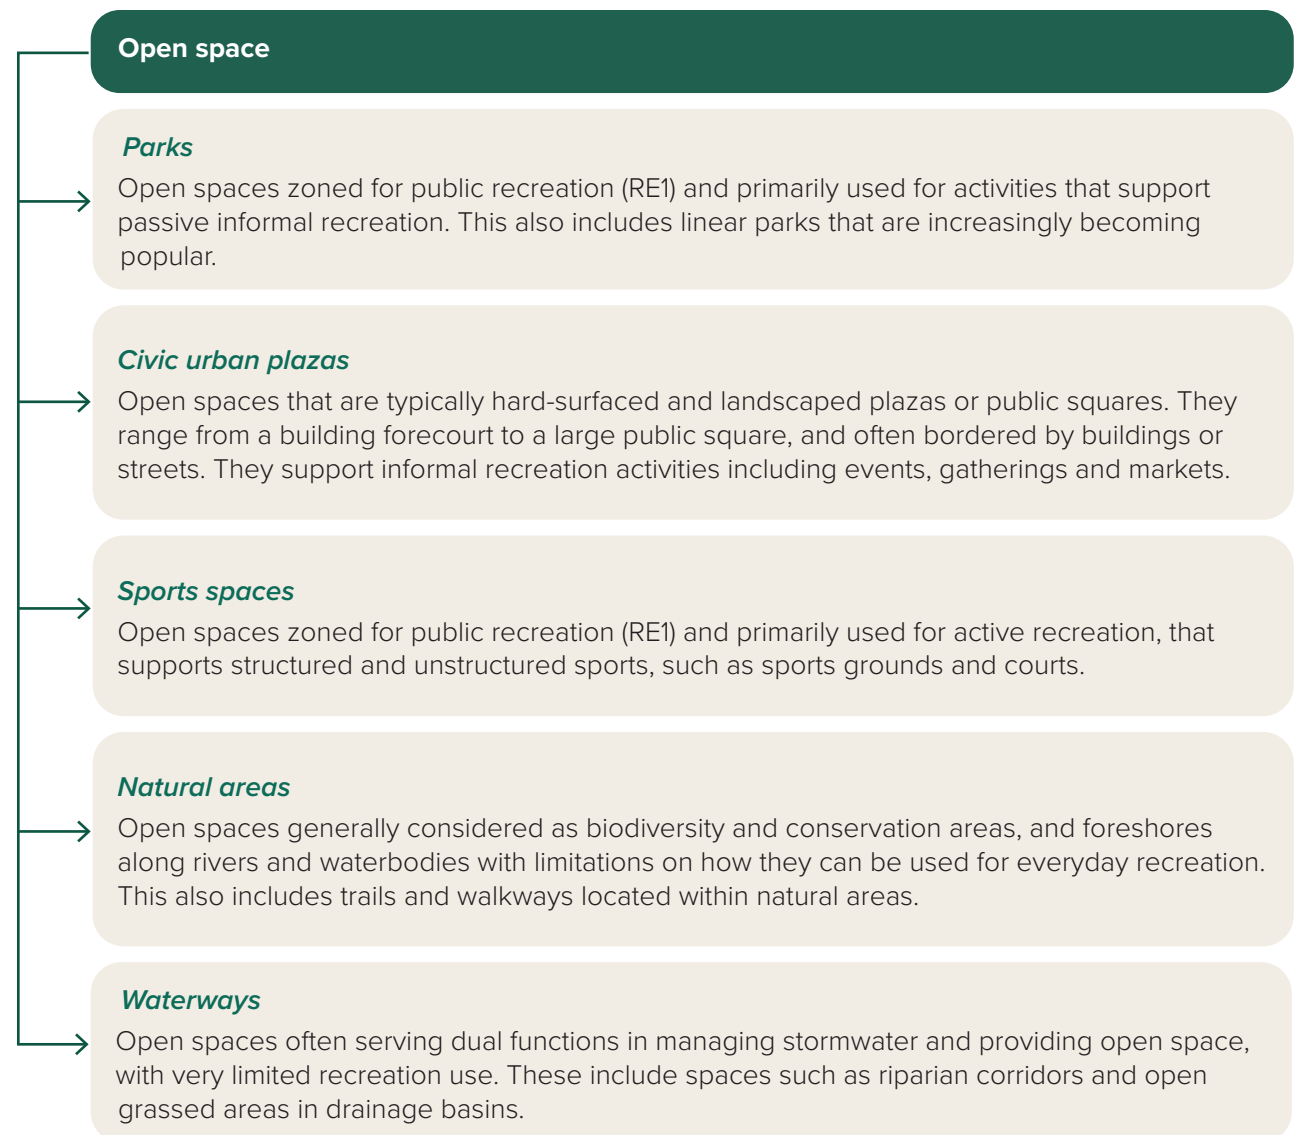 Open space
Parks
Open spaces zoned for public recreation (RE1) and primarily used for activities that support
passive informal recreation. This also includes linear parks that are increasingly becoming
popular.
Civic urban plazas
Open spaces that are typically hard-surfaced and landscaped plazas or public squares. They
range from a building forecourt to a large public square, and often bordered by buildings or
streets. They support informal recreation activities including events, gatherings and markets.
Sports spaces
Open spaces zoned for public recreation (RE1) and primarily used for active recreation, that
supports structured and unstructured sports, such as sports grounds and courts.
Natural areas
Open spaces generally considered as biodiversity and conservation areas, and foreshores
along rivers and waterbodies with limitations on how they can be used for everyday recreation.
This also includes trails and walkways located within natural areas.
Waterways
Open spaces often serving dual functions in managing stormwater and providing open space,
with very limited recreation use. These include spaces such as riparian corridors and open
grassed areas in drainage basins.